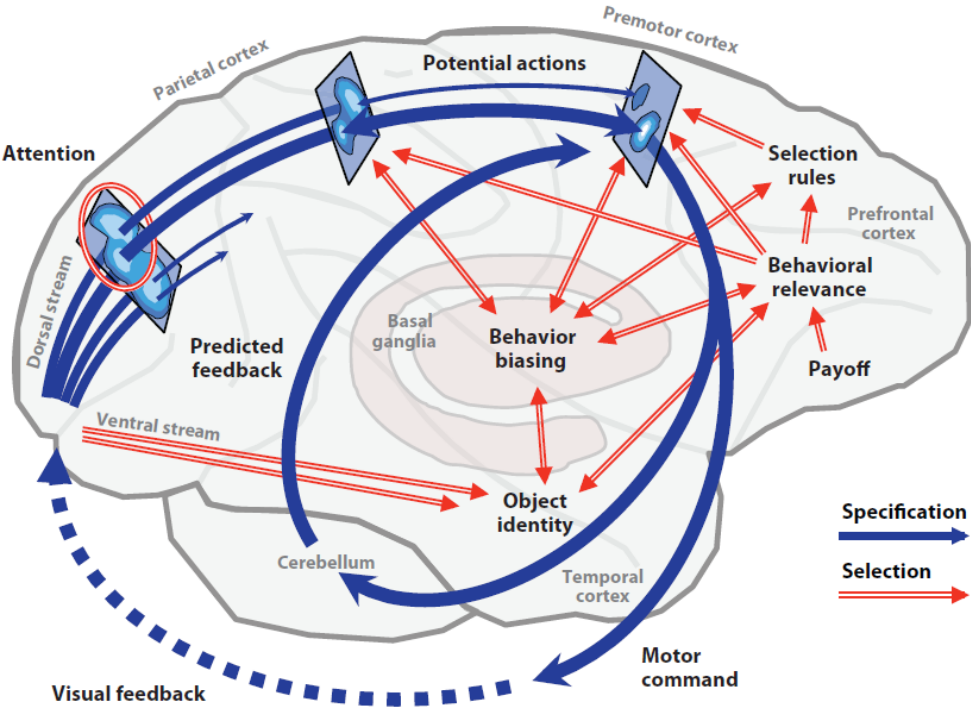 Premotor cortex
Parietal cortex
Potential actions
Attention
Selection
rules
Prefrontal
cortex
Dorsal stream
Behavioral
relevance
Basal
ganglia
Behavior
biasing
Predicted
feedback
Payoff
Ventral stream
Object
identity
Specification
Cerebellum
Selection
Temporal
cortex
Motor
command
Visual feedback